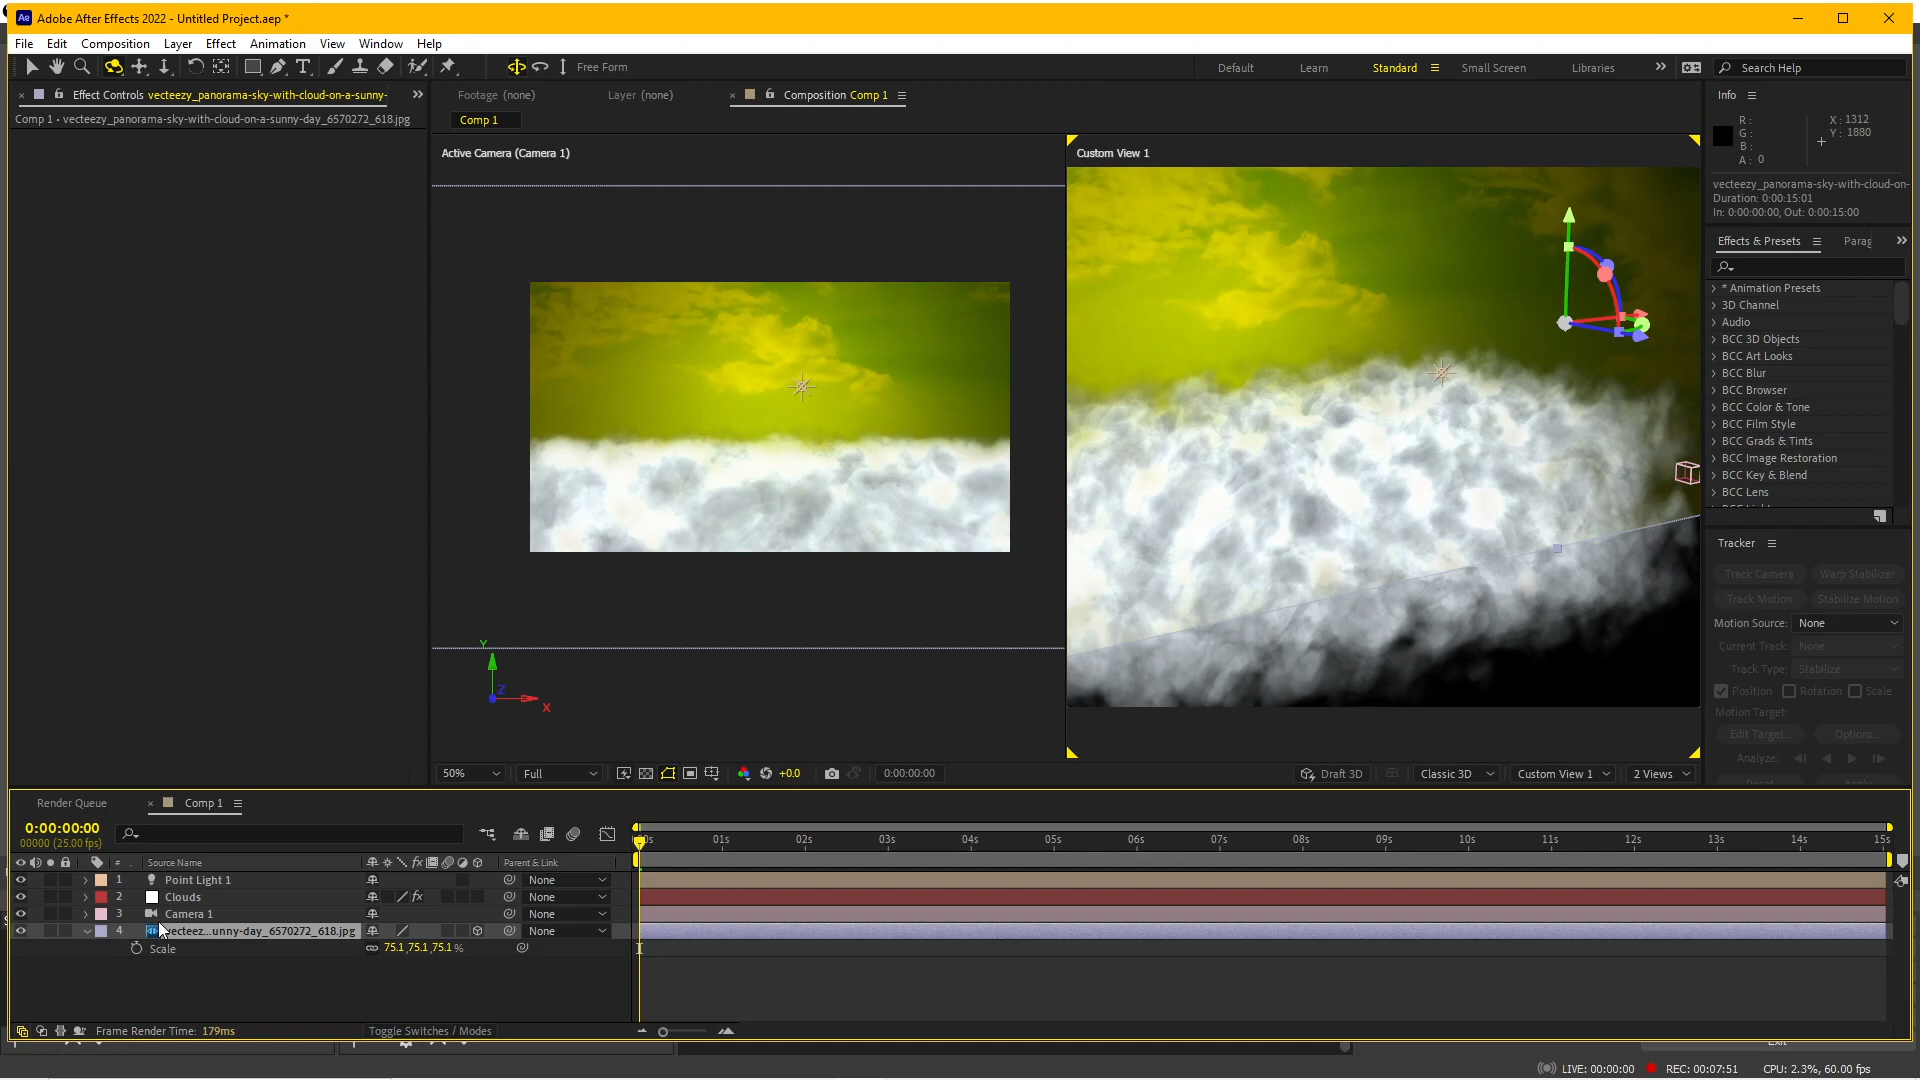 Adobe After Effects 2022 - Untitled Project.aep *
File Edit Composition Layer Effect Animation View Window Help
Free Form
Default Learn Standard Small Screen Libraries Search Help
Effect Controls vecteezy_panorama-sky-with-cloud-on-a-sunny-
Footage (none) Layer (none) Composition Comp 1
Comp 1 • vecteezy_panorama-sky-with-cloud-on-a-sunny-day_6570272_618.jpg
Comp 1
Active Camera (Camera 1)
Custom View 1
Y
Z
X
50% Full +0.0 0:00:00:00 Draft 3D Classic 3D Custom View 1 2 Views
Info
R :
G :
B :
A : 0
X : 1312
Y : 1880
vecteezy_panorama-sky-with-cloud-on-
Duration: 0:00:15:01
In: 0:00:00:00, Out: 0:00:15:00
Effects & Presets Parag
* Animation Presets
3D Channel
Audio
BCC 3D Objects
BCC Art Looks
BCC Blur
BCC Browser
BCC Color & Tone
BCC Film Style
BCC Grads & Tints
BCC Image Restoration
BCC Key & Blend
BCC Lens
Tracker
Track Camera Warp Stabilizer
Track Motion Stabilize Motion
Motion Source: None
Current Track: None
Track Type: Stabilize
Position Rotation Scale
Motion Target:
Edit Target... Options...
Analyze:
Reset Apply
Render Queue Comp 1
0:00:00:00
00000 (25.00 fps)
# Source Name Parent & Link
:00s 01s 02s 03s 04s 05s 06s 07s 08s 09s 10s 11s 12s 13s 14s 15s
1 Point Light 1 None
2 Clouds fx None
3 Camera 1 None
4 vecteez...unny-day_6570272_618.jpg None
Scale 75.1,75.1,75.1 %
Frame Render Time: 179ms Toggle Switches / Modes
Exit
LIVE: 00:00:00 REC: 00:07:51 CPU: 2.3%, 60.00 fps